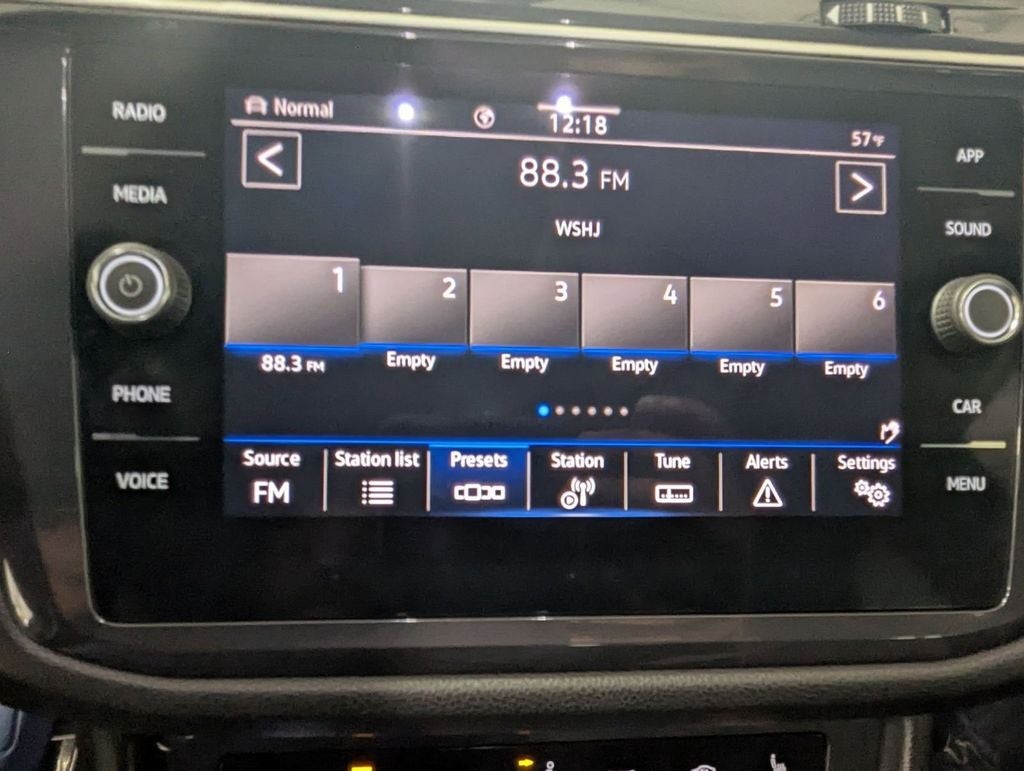 RADIO
MEDIA
PHONE
VOICE
Normal
12:18
57°F
88.3 FM
WSHJ
1
2
3
4
5
6
88.3 FM
Empty
Empty
Empty
Empty
Empty
Source
Station list
Presets
Station
Tune
Alerts
Settings
FM
APP
SOUND
CAR
MENU